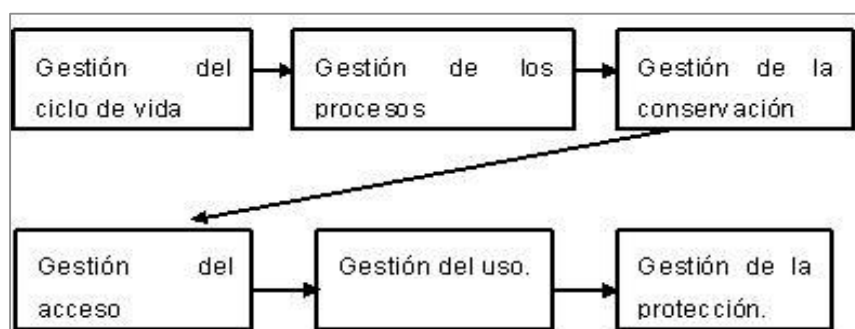 Gestión del
ciclo de vida
Gestión de los
procesos
Gestión de la
conservación
Gestión del
acceso
Gestión del uso.
Gestión de la
protección.